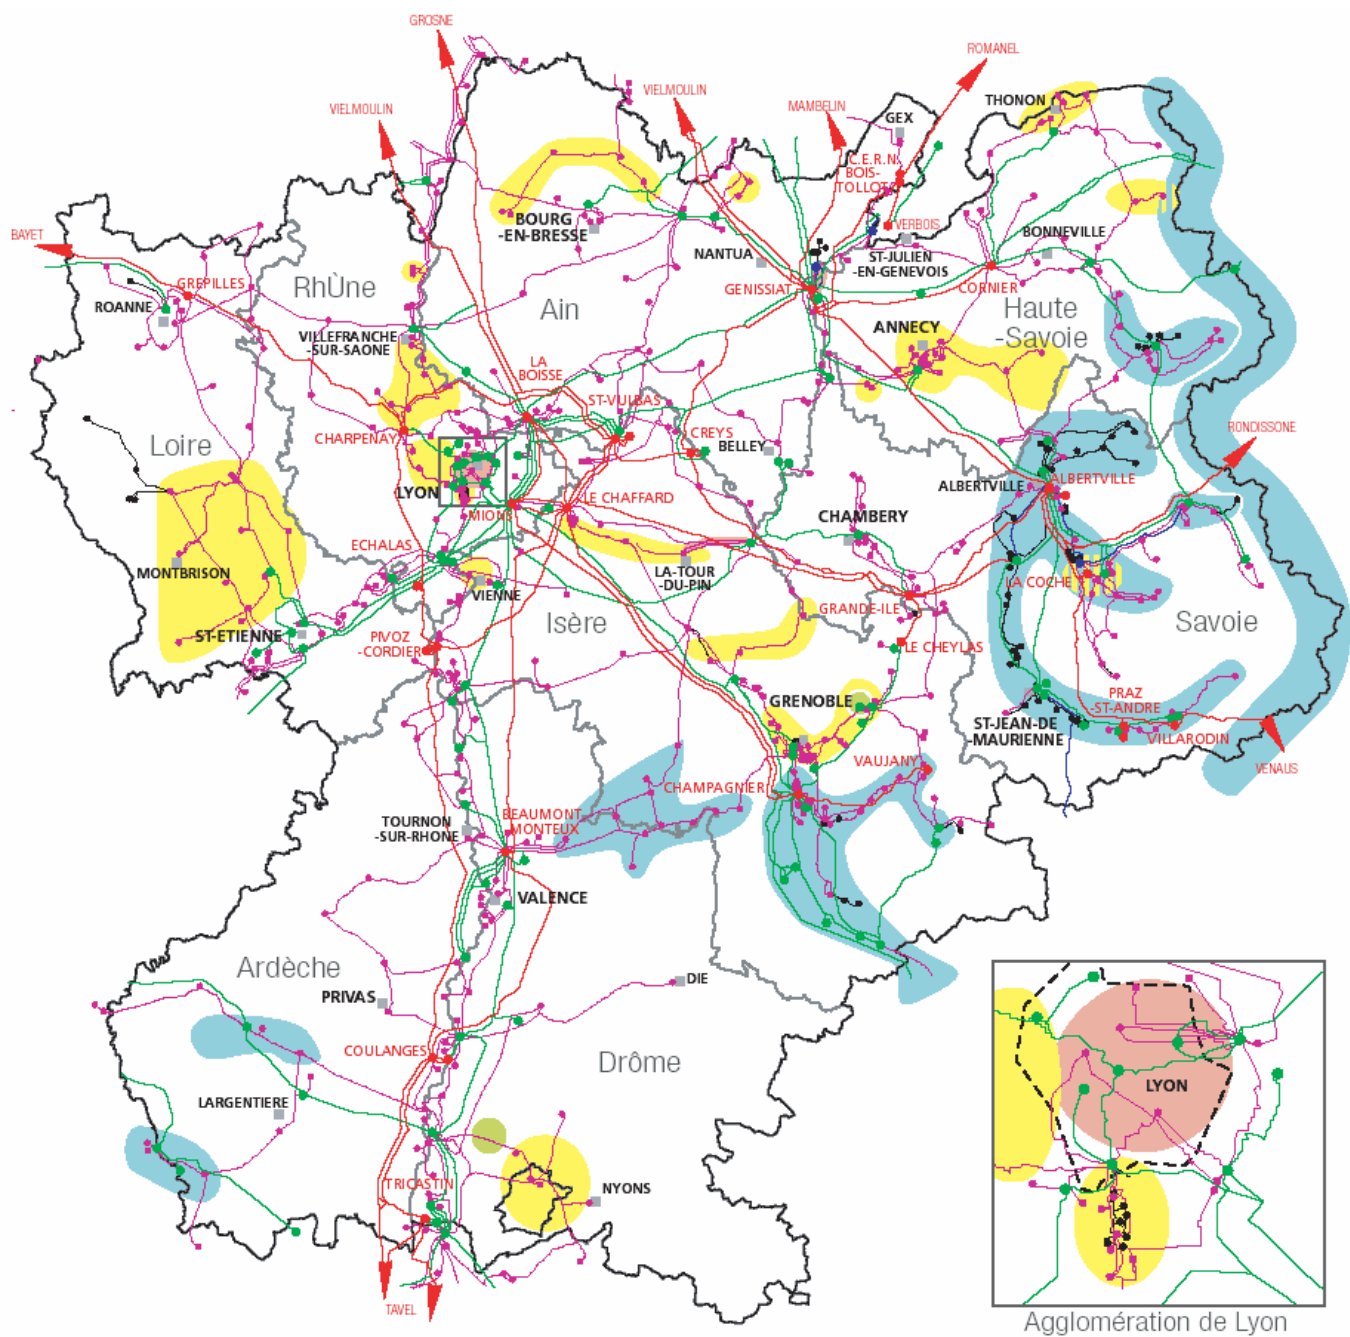 GROSNE
ROMANEL
VIELMOULIN
VIELMOULIN
MAMBELIN
GEX
THONON
C.E.R.N.
BOIS-
TOLLOT
BAYET
BOURG
-EN-BRESSE
VERBOIS
BONNEVILLE
NANTUA
ST-JULIEN
-EN-GENEVOIS
GREPILLES
RhÙne
GENISSIAT
CORNIER
ROANNE
Ain
Haute
-Savoie
VILLEFRANCHE
-SUR-SAONE
ANNECY
LA
BOISSE
ST-VULBAS
CHARPENAY
CREYS
RONDISSONE
Loire
BELLEY
LYON
ALBERTVILLE
ALBERTVILLE
LE CHAFFARD
MIONS
CHAMBERY
ECHALAS
MONTBRISON
LA-TOUR
-DU-PIN
VIENNE
LA COCHE
GRANDE-ILE
ST-ETIENNE
Isère
Savoie
PIVOZ
-CORDIER
LE CHEYLAS
GRENOBLE
PRAZ
-ST-ANDRE
ST-JEAN-DE
-MAURIENNE
VILLARODIN
VAUJANY
VENAUS
CHAMPAGNIER
TOURNON
-SUR-RHONE
BEAUMONT
MONTEUX
VALENCE
Ardèche
DIE
PRIVAS
COULANGES
Drôme
LYON
LARGENTIERE
TRICASTIN
NYONS
TAVEL
Agglomération de Lyon